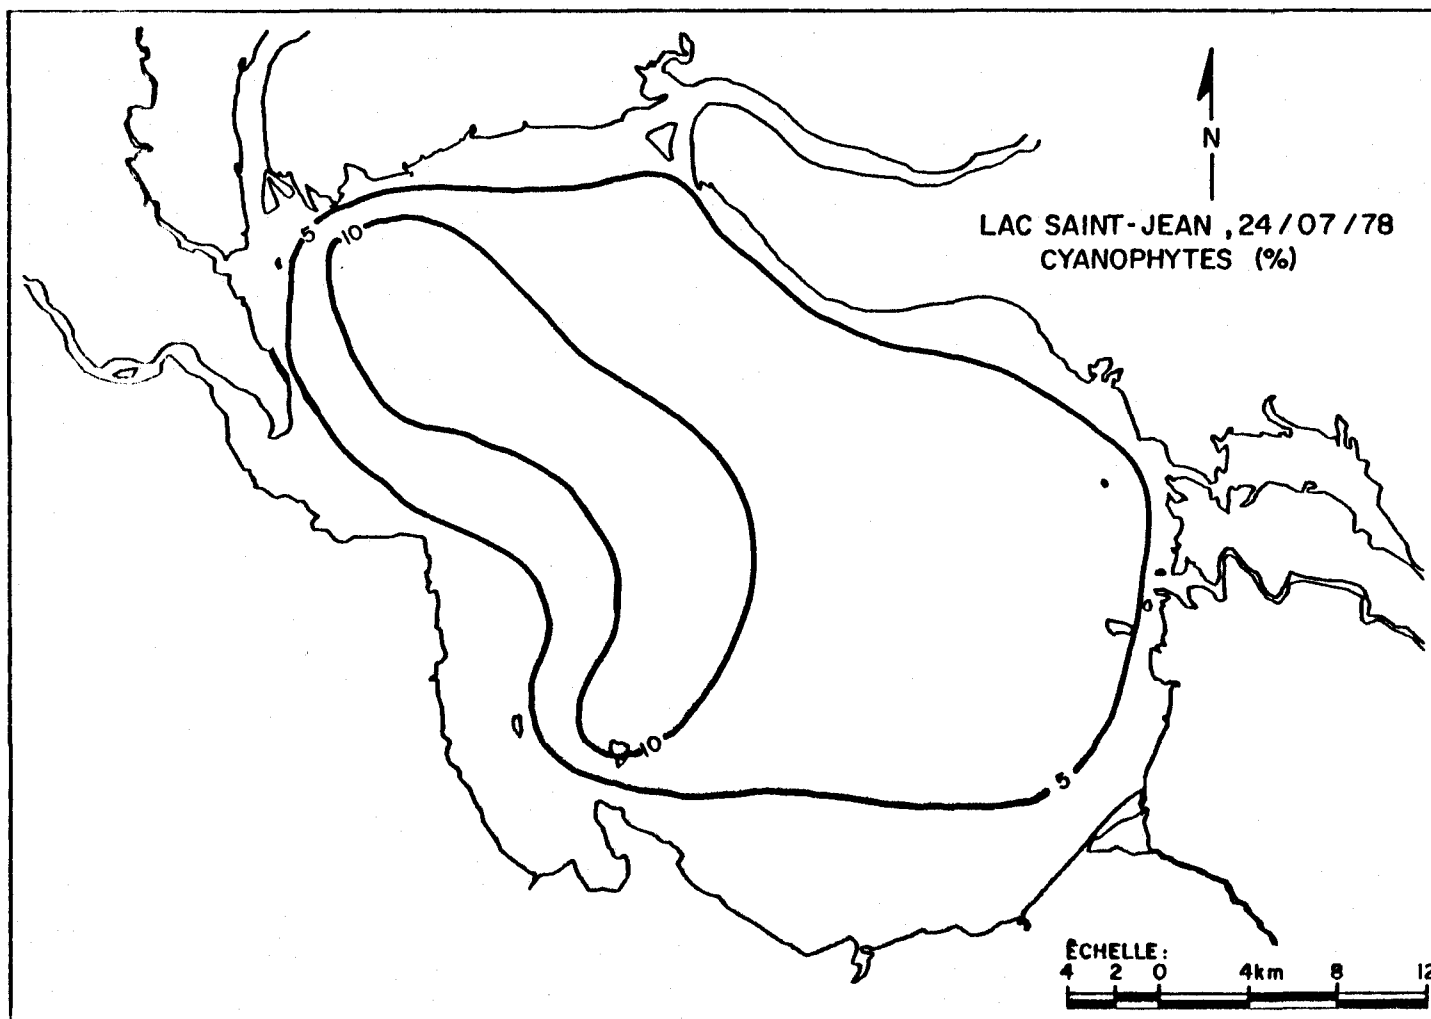 N
LAC SAINT-JEAN , 24/07/78
CYANOPHYTES (%)
5
10
10
5
ÉCHELLE:
4 2 0 4km 8 12